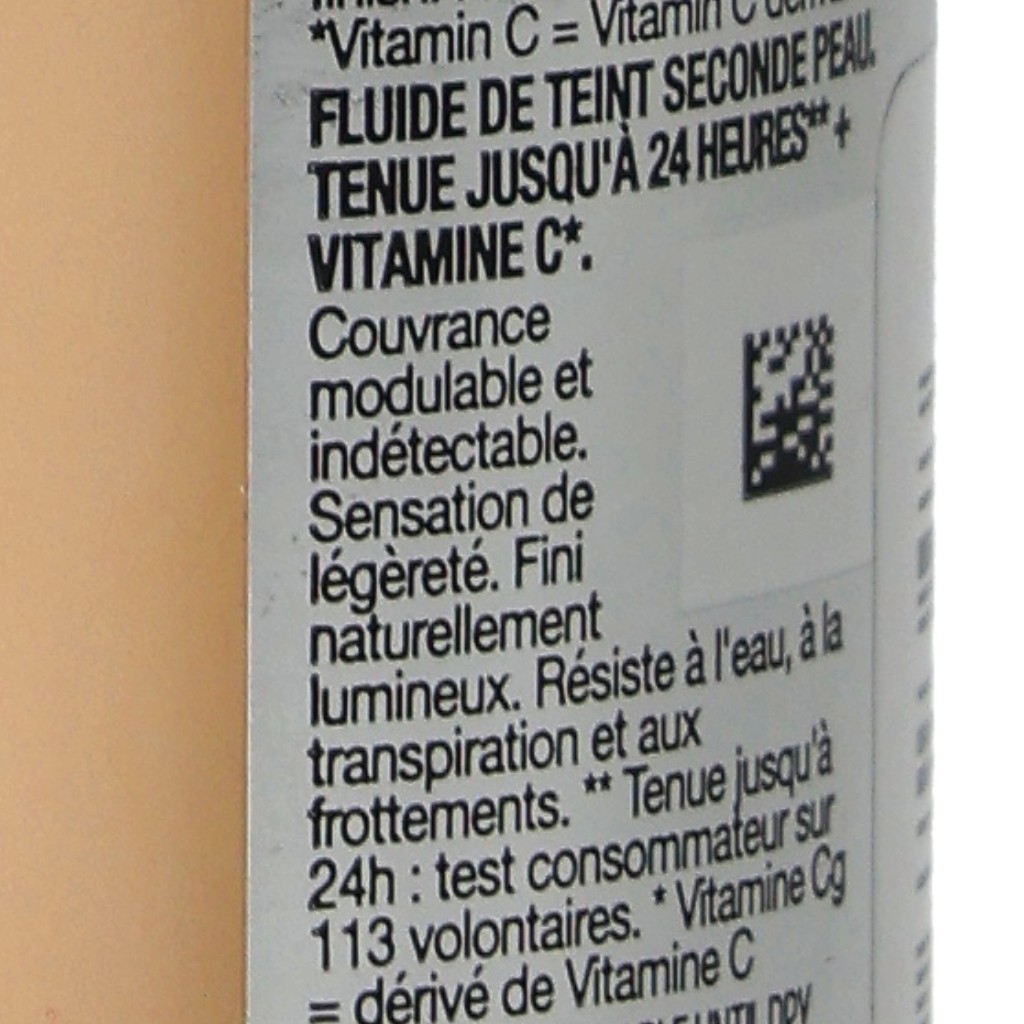 *Vitamin C = Vitamin C
FLUIDE DE TEINT SECONDE PEAU.
TENUE JUSQU'À 24 HEURES** +
VITAMINE C*.
Couvrance
modulable et
indétectable.
Sensation de
légèreté. Fini
naturellement
lumineux. Résiste à l'eau, à la
transpiration et aux
frottements. ** Tenue jusqu'à
24h : test consommateur sur
113 volontaires. * Vitamine Cg
= dérivé de Vitamine C
UNTIL DRY